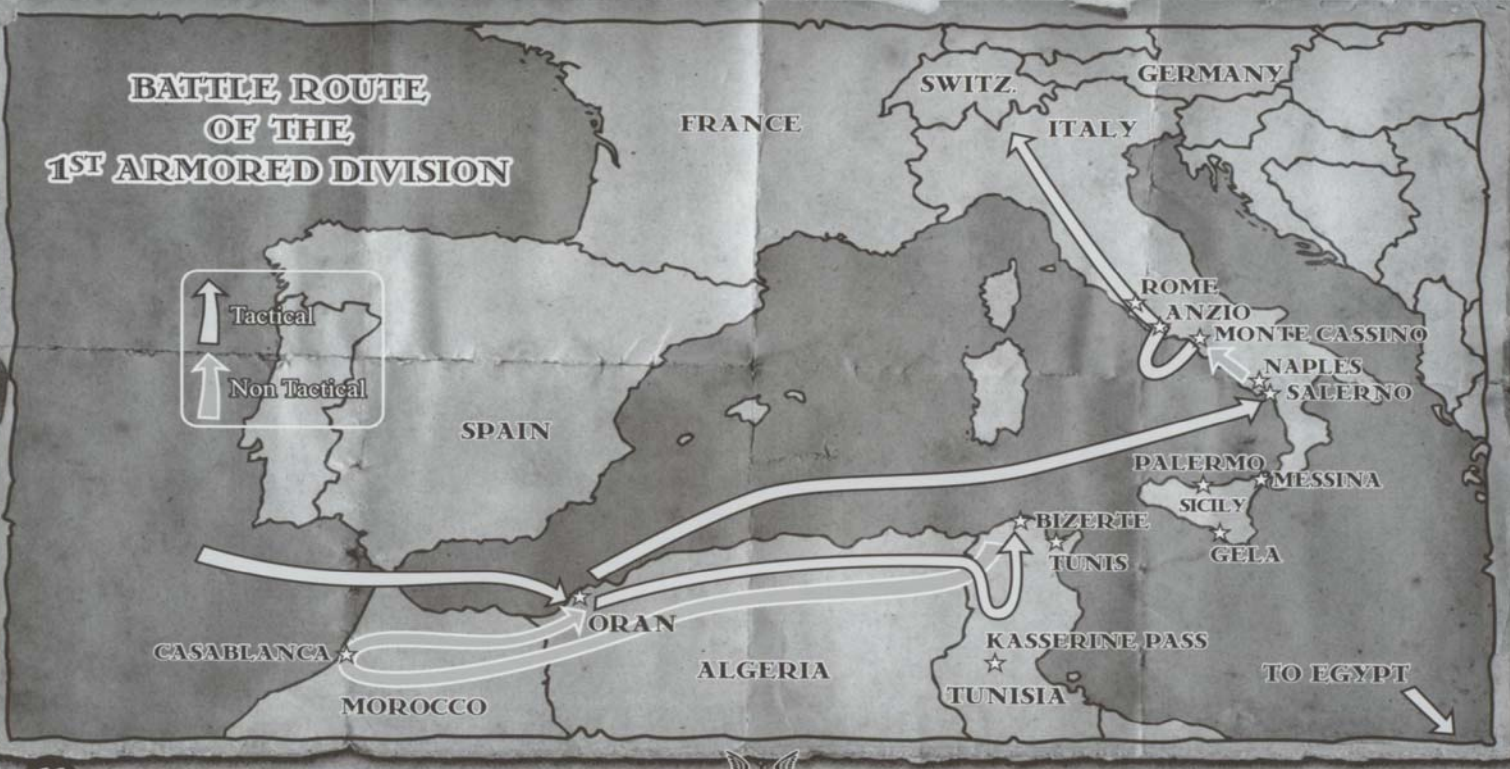 BATTLE ROUTE
OF THE
1ST ARMORED DIVISION
Tactical
Non Tactical
SWITZ.
GERMANY
FRANCE
ITALY
ROME
ANZIO
MONTE CASSINO
NAPLES
SALERNO
SPAIN
PALERMO
MESSINA
SICILY
GELA
BIZERTE
TUNIS
ORAN
CASABLANCA
KASSERINE PASS
ALGERIA
TUNISIA
MOROCCO
TO EGYPT